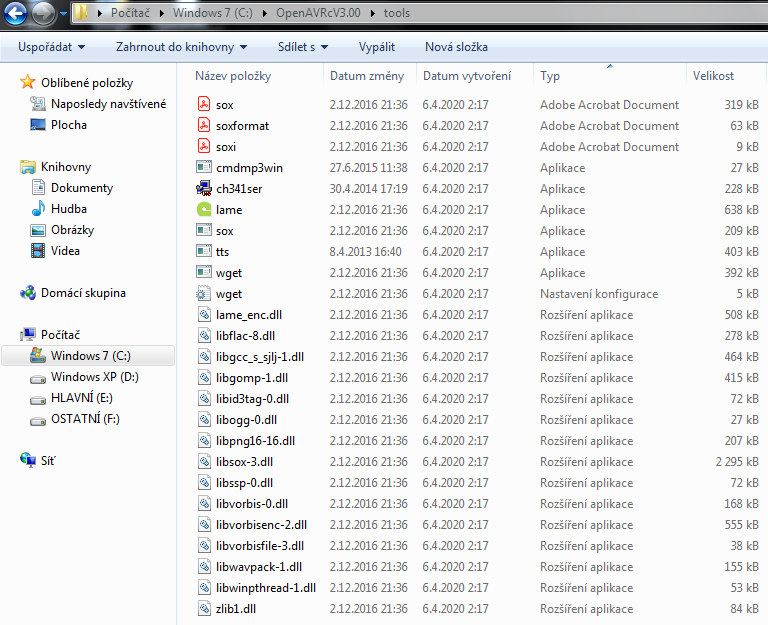 Počítač Windows 7 (C:) OpenAVRcV3.00 tools
Uspořádat Zahrnout do knihovny Sdílet s Vypálit Nová složka
Oblíbené položky
Naposledy navštívené
Plocha
Knihovny
Dokumenty
Hudba
Obrázky
Videa
Domácí skupina
Počítač
Windows 7 (C:)
Windows XP (D:)
HLAVNÍ (E:)
OSTATNÍ (F:)
Síť
Název položky Datum změny Datum vytvoření Typ Velikost
sox 2.12.2016 21:36 6.4.2020 2:17 Adobe Acrobat Document 319 kB
soxformat 2.12.2016 21:36 6.4.2020 2:17 Adobe Acrobat Document 63 kB
soxi 2.12.2016 21:36 6.4.2020 2:17 Adobe Acrobat Document 9 kB
cmdmp3win 27.6.2015 11:38 6.4.2020 2:17 Aplikace 27 kB
ch341ser 30.4.2014 17:19 6.4.2020 2:17 Aplikace 228 kB
lame 2.12.2016 21:36 6.4.2020 2:17 Aplikace 638 kB
sox 2.12.2016 21:36 6.4.2020 2:17 Aplikace 209 kB
tts 8.4.2013 16:40 6.4.2020 2:17 Aplikace 403 kB
wget 2.12.2016 21:36 6.4.2020 2:17 Aplikace 392 kB
wget 2.12.2016 21:36 6.4.2020 2:17 Nastavení konfigurace 5 kB
lame_enc.dll 2.12.2016 21:36 6.4.2020 2:17 Rozšíření aplikace 508 kB
libflac-8.dll 2.12.2016 21:36 6.4.2020 2:17 Rozšíření aplikace 278 kB
libgcc_s_sjlj-1.dll 2.12.2016 21:36 6.4.2020 2:17 Rozšíření aplikace 464 kB
libgomp-1.dll 2.12.2016 21:36 6.4.2020 2:17 Rozšíření aplikace 415 kB
libid3tag-0.dll 2.12.2016 21:36 6.4.2020 2:17 Rozšíření aplikace 72 kB
libogg-0.dll 2.12.2016 21:36 6.4.2020 2:17 Rozšíření aplikace 27 kB
libpng16-16.dll 2.12.2016 21:36 6.4.2020 2:17 Rozšíření aplikace 207 kB
libsox-3.dll 2.12.2016 21:36 6.4.2020 2:17 Rozšíření aplikace 2 295 kB
libssp-0.dll 2.12.2016 21:36 6.4.2020 2:17 Rozšíření aplikace 72 kB
libvorbis-0.dll 2.12.2016 21:36 6.4.2020 2:17 Rozšíření aplikace 168 kB
libvorbisenc-2.dll 2.12.2016 21:36 6.4.2020 2:17 Rozšíření aplikace 555 kB
libvorbisfile-3.dll 2.12.2016 21:36 6.4.2020 2:17 Rozšíření aplikace 38 kB
libwavpack-1.dll 2.12.2016 21:36 6.4.2020 2:17 Rozšíření aplikace 155 kB
libwinpthread-1.dll 2.12.2016 21:36 6.4.2020 2:17 Rozšíření aplikace 53 kB
zlib1.dll 2.12.2016 21:36 6.4.2020 2:17 Rozšíření aplikace 84 kB